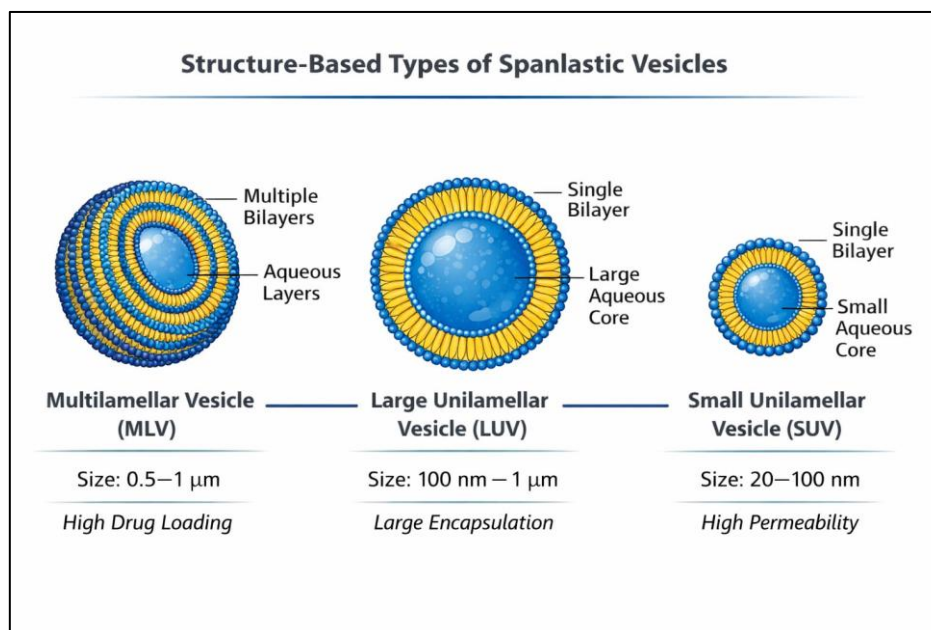 Structure-Based Types of Spanlastic Vesicles
Multiple
Bilayers
Aqueous
Layers
Single
Bilayer
Large
Aqueous
Core
Single
Bilayer
Small
Aqueous
Core
Multilamellar Vesicle
(MLV)
Size: 0.5–1 μm
High Drug Loading
Large Unilamellar
Vesicle (LUV)
Size: 100 nm – 1 μm
Large Encapsulation
Small Unilamellar
Vesicle (SUV)
Size: 20–100 nm
High Permeability